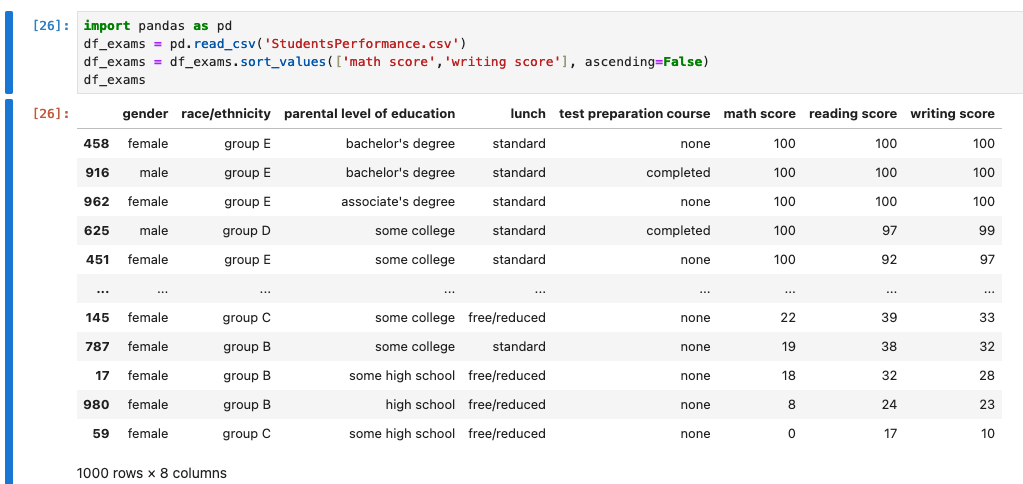 [26]: import pandas as pd
df_exams = pd.read_csv('StudentsPerformance.csv')
df_exams = df_exams.sort_values(['math score','writing score'], ascending=False)
df_exams
[26]: gender race/ethnicity parental level of education lunch test preparation course math score reading score writing score
458 female group E bachelor's degree standard none 100 100 100
916 male group E bachelor's degree standard completed 100 100 100
962 female group E associate's degree standard none 100 100 100
625 male group D some college standard completed 100 97 99
451 female group E some college standard none 100 92 97
... ... ... ... ... ... ... ... ...
145 female group C some college free/reduced none 22 39 33
787 female group B some college standard none 19 38 32
17 female group B some high school free/reduced none 18 32 28
980 female group B high school free/reduced none 8 24 23
59 female group C some high school free/reduced none 0 17 10
1000 rows × 8 columns